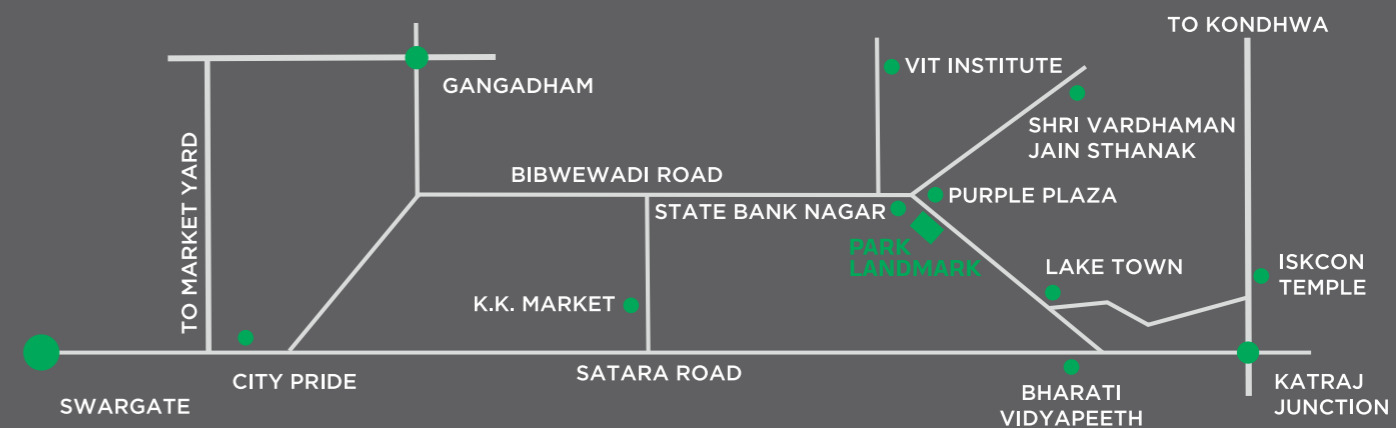 TO KONDHWA
VIT INSTITUTE
GANGADHAM
SHRI VARDHAMAN
JAIN STHANAK
TO MARKET YARD
BIBWEWADI ROAD
PURPLE PLAZA
STATE BANK NAGAR
PARK
LANDMARK
LAKE TOWN
ISKCON
TEMPLE
K.K. MARKET
SATARA ROAD
CITY PRIDE
KATRAJ
JUNCTION
BHARATI
VIDYAPEETH
SWARGATE